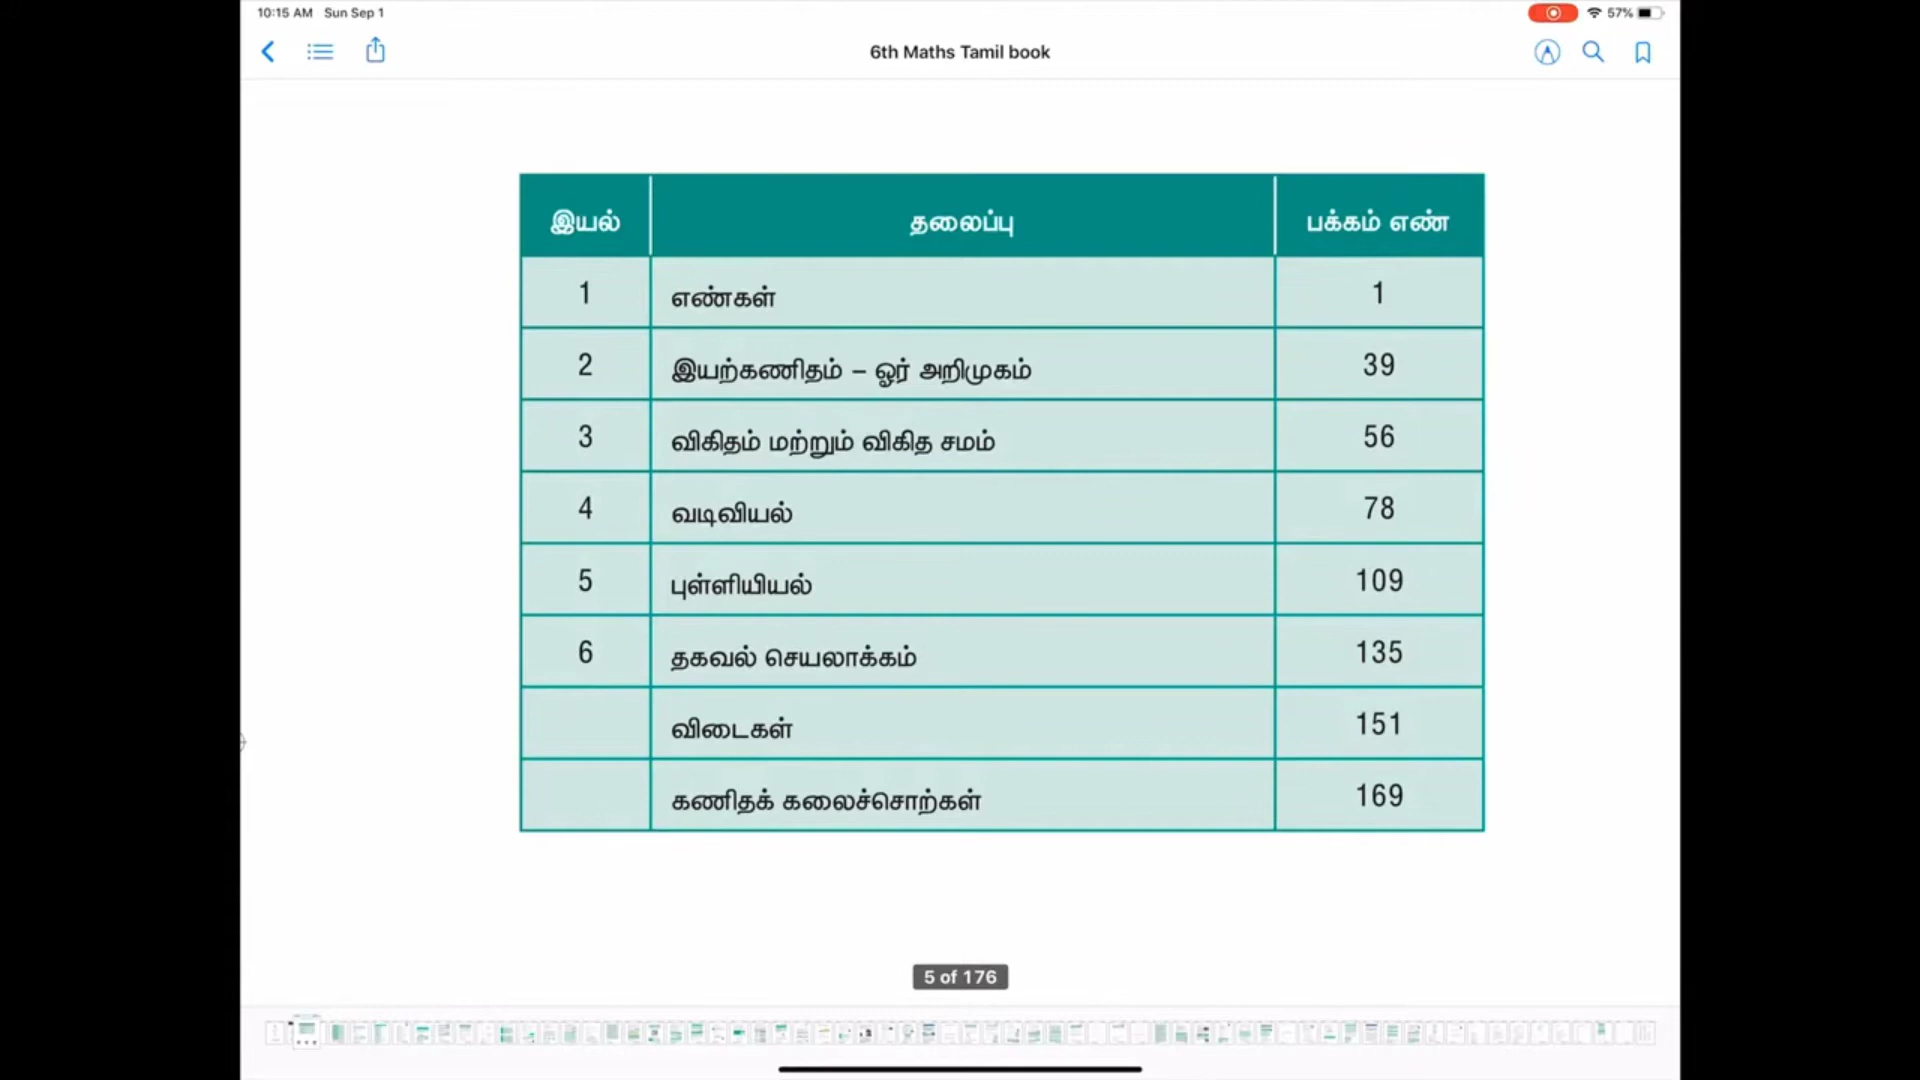 10:15 AM Sun Sep 1 57%
6th Maths Tamil book
இயல் தலைப்பு பக்கம் எண்
1 எண்கள் 1
2 இயற்கணிதம் – ஓர் அறிமுகம் 39
3 விகிதம் மற்றும் விகித சமம் 56
4 வடிவியல் 78
5 புள்ளியியல் 109
6 தகவல் செயலாக்கம் 135
விடைகள் 151
கணிதக் கலைச்சொற்கள் 169
5 of 176